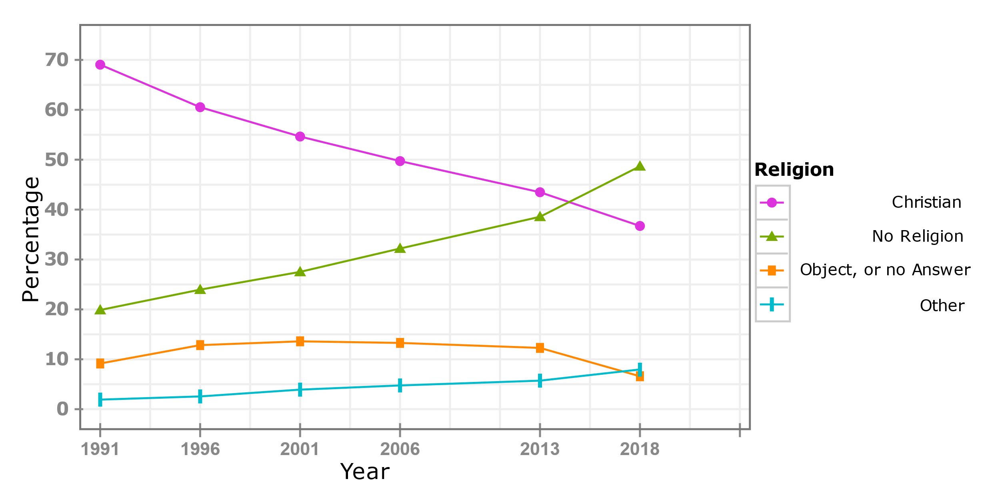 70
60
50
40
30
20
10
0
Percentage
1991 1996 2001 2006 2013 2018
Year
Religion
Christian
No Religion
Object, or no Answer
Other